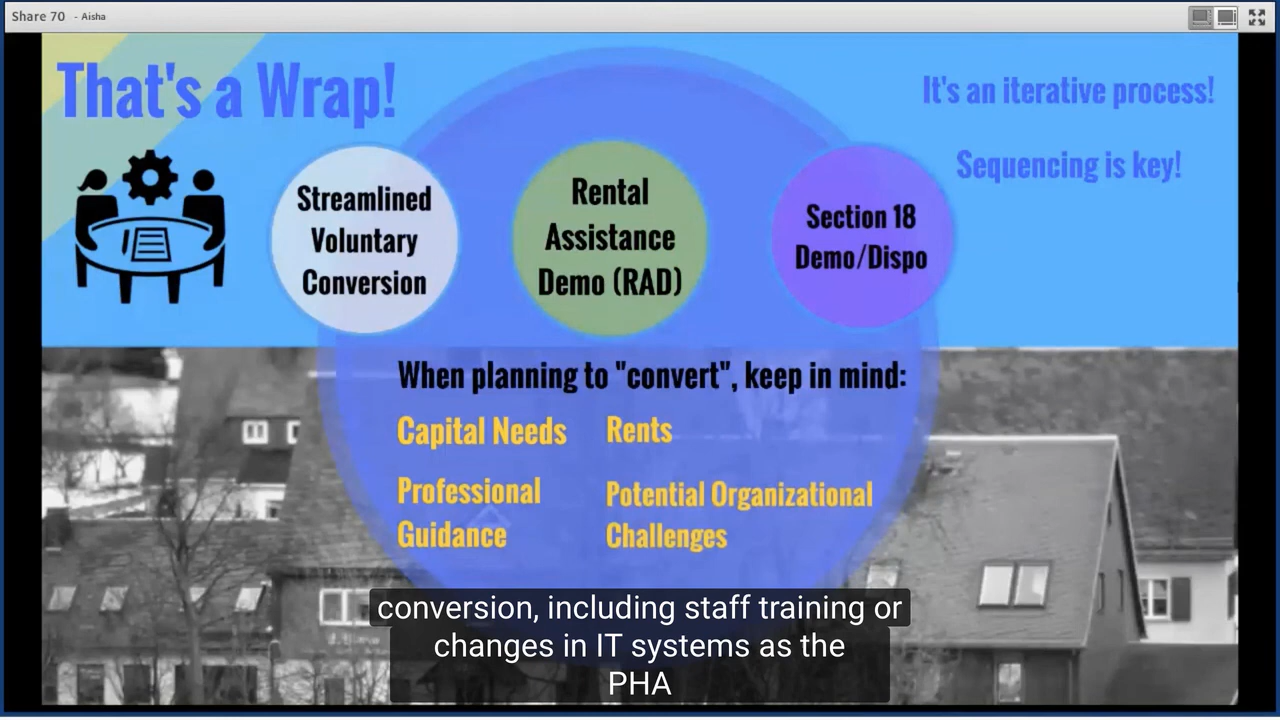 Share 70 - Aisha
That's a Wrap!
It's an iterative process!
Sequencing is key!
Streamlined
Voluntary
Conversion
Rental
Assistance
Demo (RAD)
Section 18
Demo/Dispo
When planning to "convert", keep in mind:
Capital Needs
Rents
Professional
Guidance
Potential Organizational
Challenges
conversion, including staff training or
changes in IT systems as the
PHA